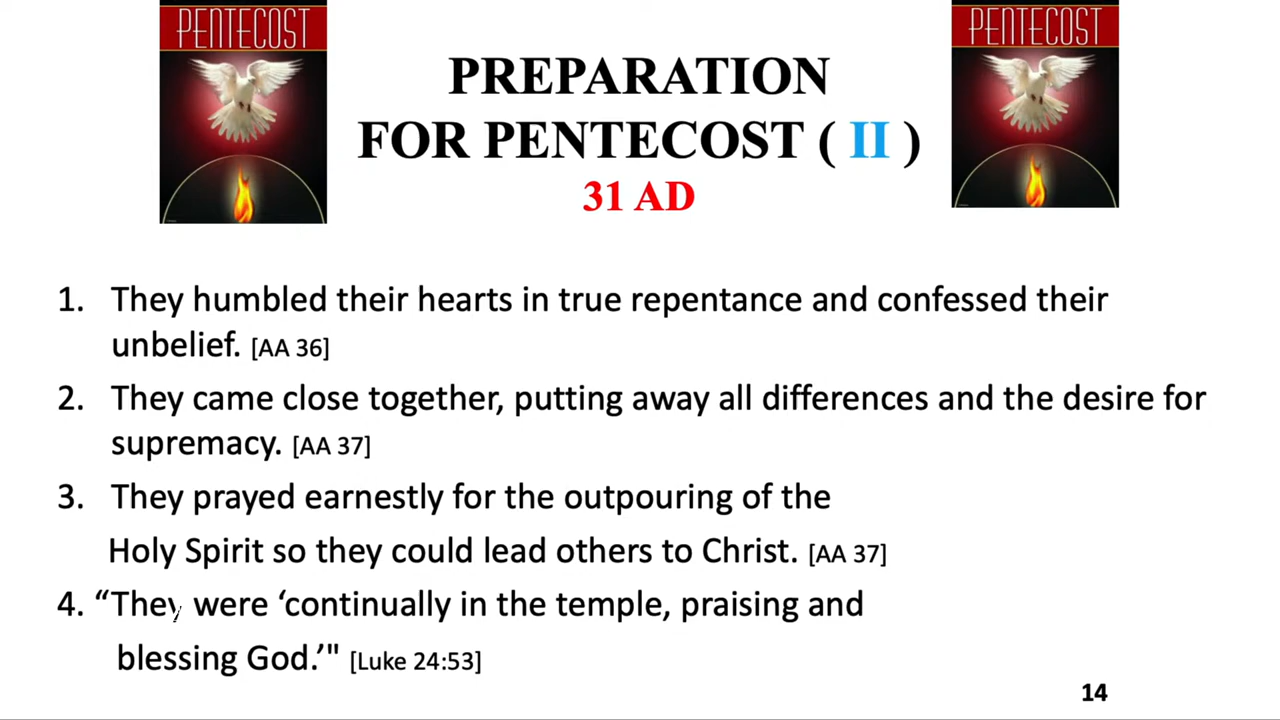 PENTECOST
PENTECOST
PREPARATION
FOR PENTECOST ( II )
31 AD
1. They humbled their hearts in true repentance and confessed their
unbelief. [AA 36]
2. They came close together, putting away all differences and the desire for
supremacy. [AA 37]
3. They prayed earnestly for the outpouring of the
Holy Spirit so they could lead others to Christ. [AA 37]
4. “They were ‘continually in the temple, praising and
blessing God.’" [Luke 24:53]
14